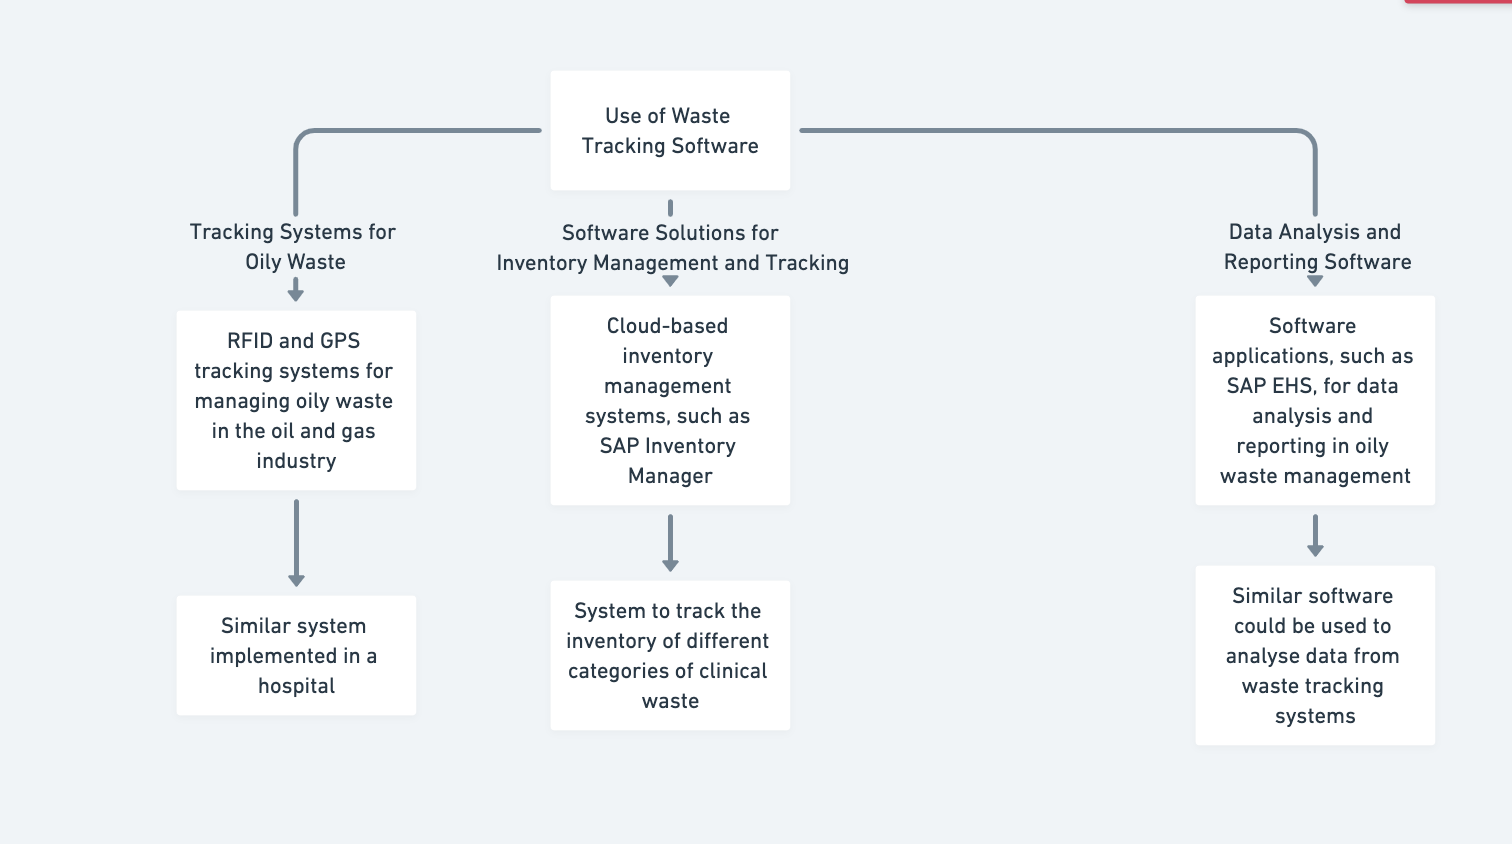 Use of Waste
Tracking Software
Tracking Systems for
Oily Waste
RFID and GPS
tracking systems for
managing oily waste
in the oil and gas
industry
Similar system
implemented in a
hospital
Software Solutions for
Inventory Management and Tracking
Cloud-based
inventory
management
systems, such as
SAP Inventory
Manager
System to track the
inventory of different
categories of clinical
waste
Data Analysis and
Reporting Software
Software
applications, such as
SAP EHS, for data
analysis and
reporting in oily
waste management
Similar software
could be used to
analyse data from
waste tracking
systems